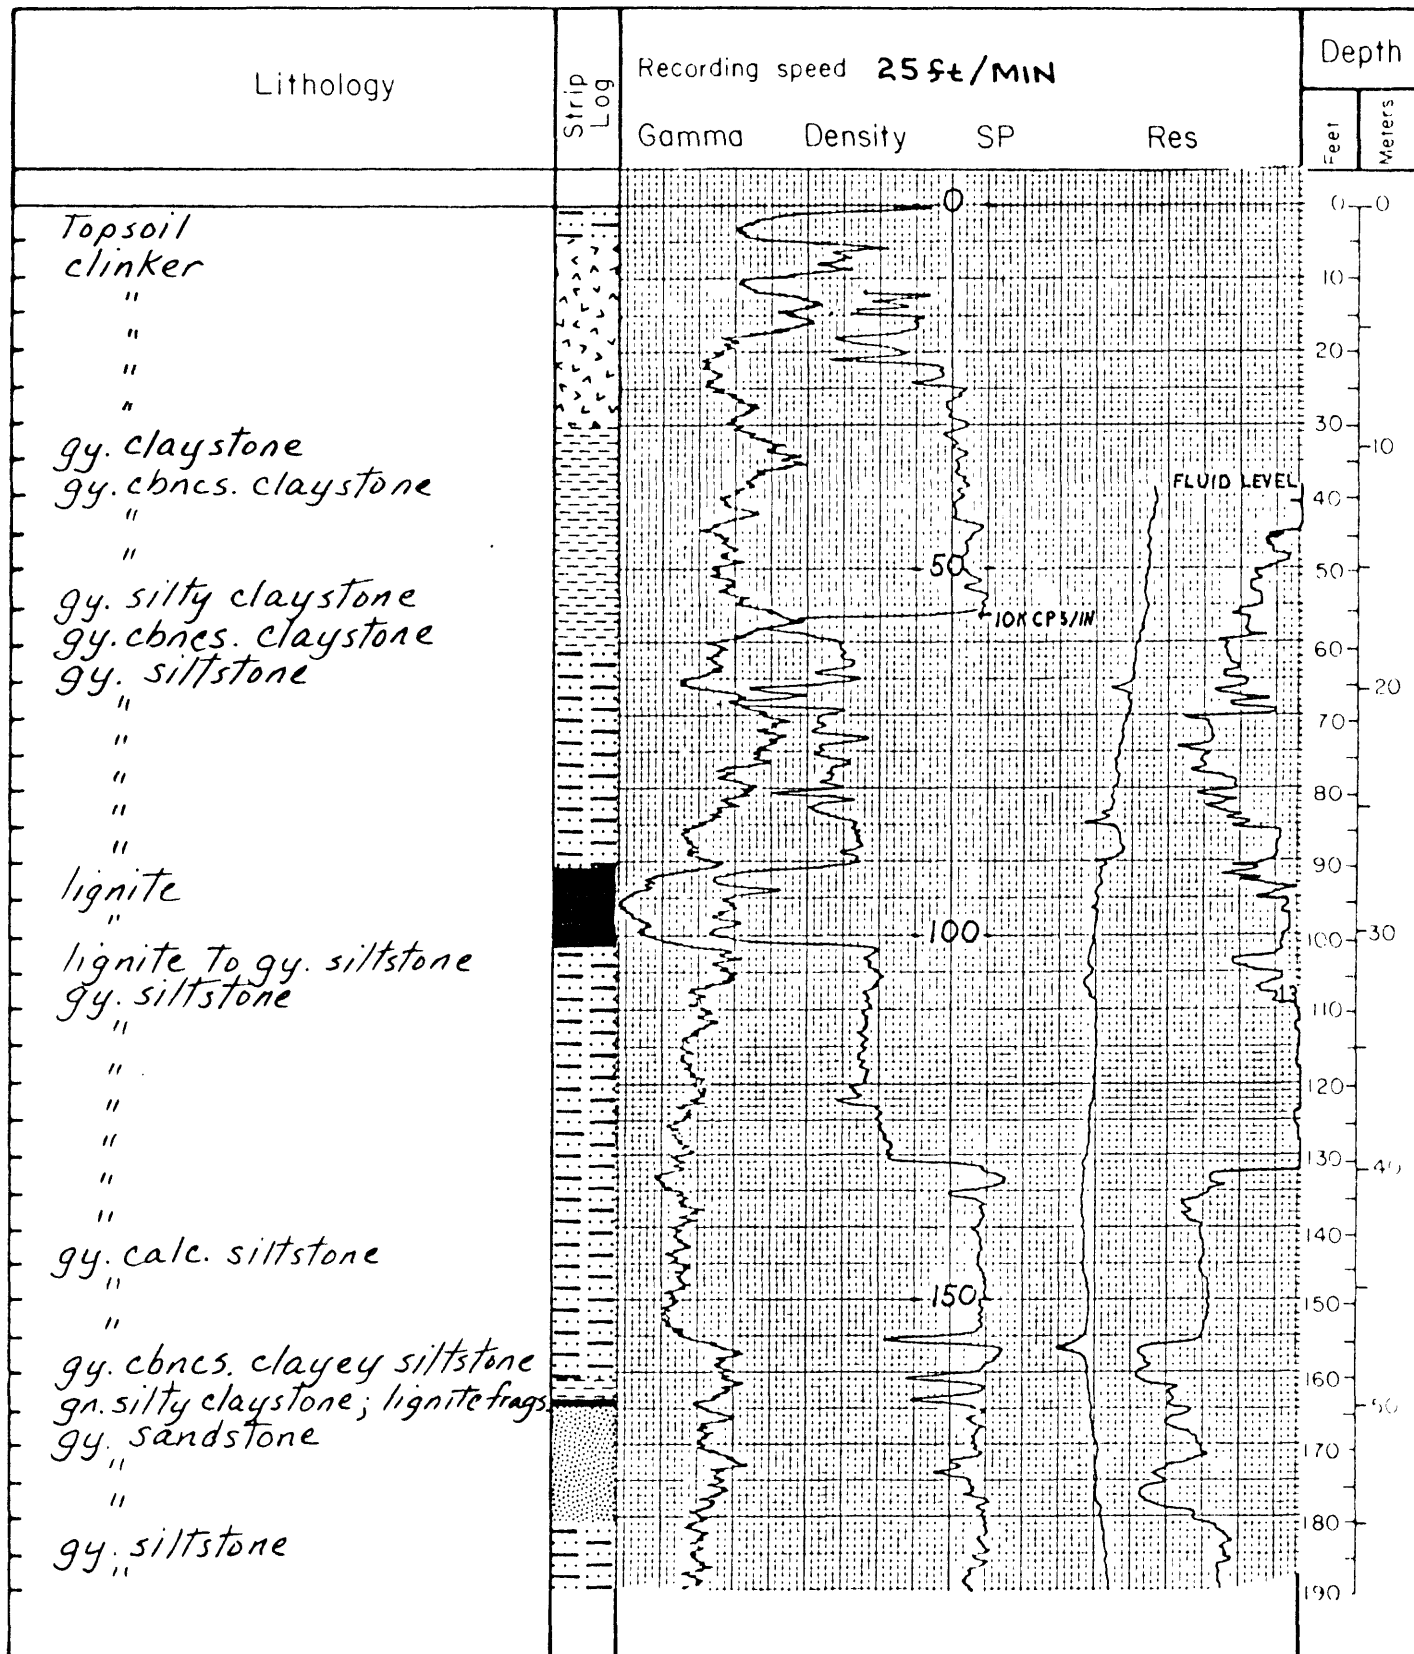 Lithology
Strip Log
Recording speed 25ft/MIN
Gamma Density SP Res
Depth
Feet
Meters
0
0 0
Topsoil
clinker
"
10
"
"
20
"
30
gy. claystone
10
gy. cbncs. claystone
FLUID LEVEL
40
"
"
50
50
gy. silty claystone
10K CPS/IN
gy. cbncs. claystone
60
gy. siltstone
"
20
70
"
"
80
"
"
90
lignite
"
100
100 30
lignite to gy. siltstone
gy. siltstone
110
"
"
120
"
"
130 40
"
"
140
gy. calc. siltstone
"
150
150
"
gy. cbncs. clayey siltstone
160
gn. silty claystone; lignite frags.
50
gy. sandstone
170
"
"
180
gy. siltstone
"
190